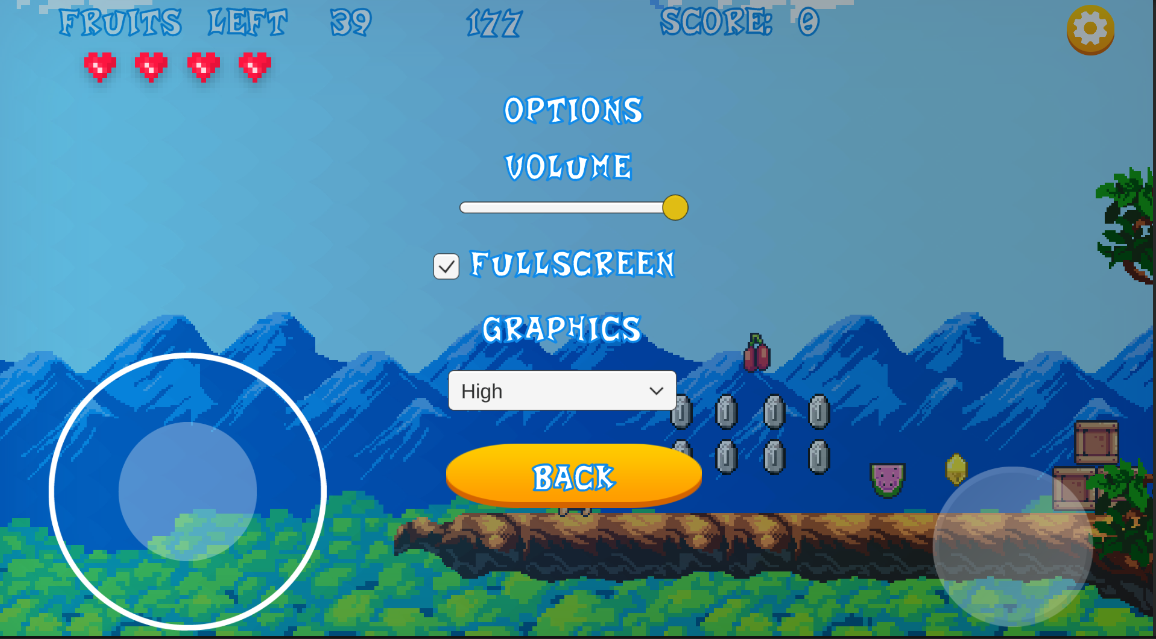 FRUITS LEFT 39 177 SCORE: 0
OPTIONS
VOLUME
FULLSCREEN
GRAPHICS
High
BACK